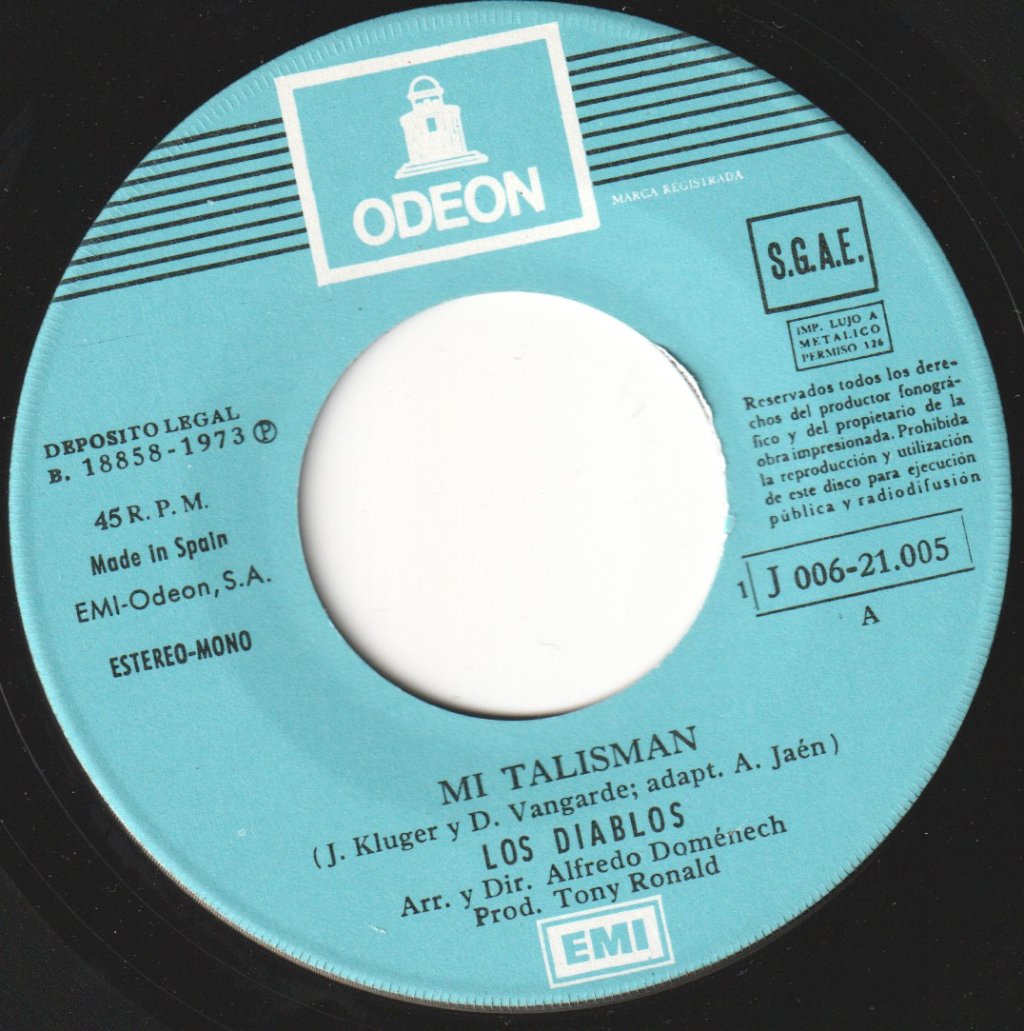 ODEON
MARCA REGISTRADA
S.G.A.E.
IMP. LUJO A
METALICO
PERMISO 126
Reservados todos los dere-
chos del productor fonográ-
fico y del propietario de la
obra impresionada. Prohibida
la reproducción y utilización
de este disco para ejecución
pública y radiodifusión
DEPOSITO LEGAL
B. 18858-1973 Ⓟ
45 R. P. M.
Made in Spain
EMI-Odeon, S.A.
ESTEREO-MONO
1 J 006-21.005
A
MI TALISMAN
(J. Kluger y D. Vangarde; adapt. A. Jaén)
LOS DIABLOS
Arr. y Dir. Alfredo Doménech
Prod. Tony Ronald
EMI